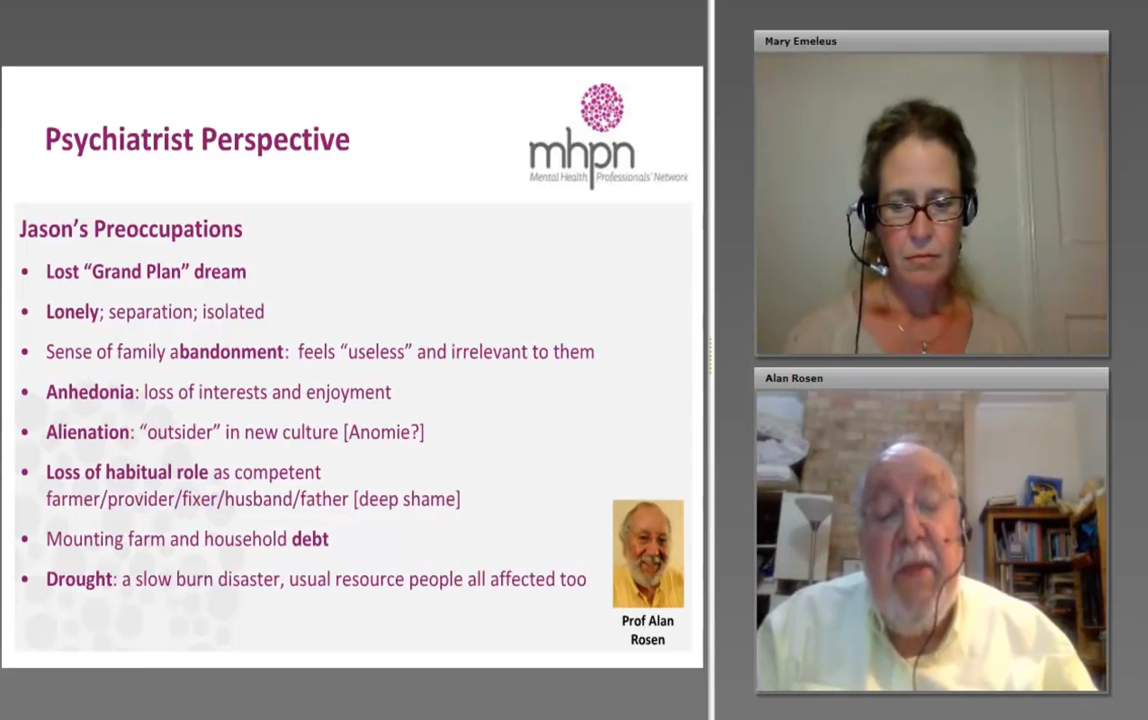 Psychiatrist Perspective
mhpn
Mental Health Professionals' Network
Jason's Preoccupations
• Lost "Grand Plan" dream
• Lonely; separation; isolated
• Sense of family abandonment: feels "useless" and irrelevant to them
• Anhedonia: loss of interests and enjoyment
• Alienation: "outsider" in new culture [Anomie?]
• Loss of habitual role as competent
farmer/provider/fixer/husband/father [deep shame]
• Mounting farm and household debt
• Drought: a slow burn disaster, usual resource people all affected too
Prof Alan
Rosen
Mary Emeleus
Alan Rosen